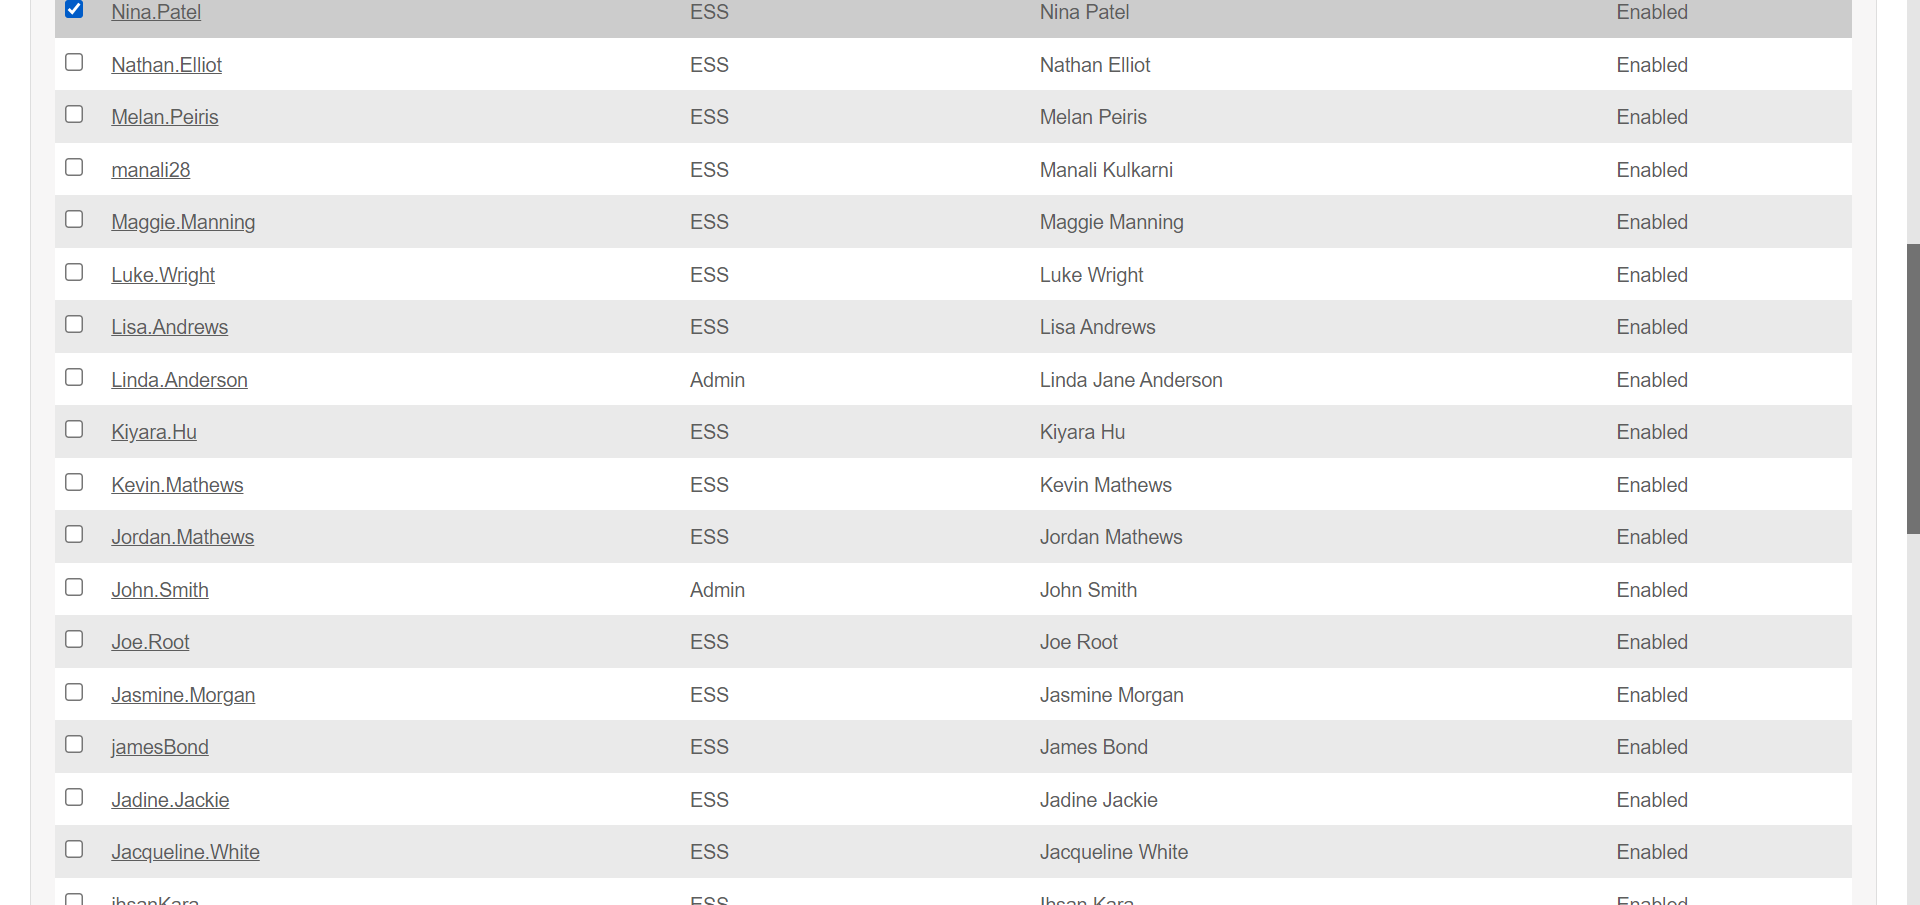 Nina.Patel ESS Nina Patel Enabled
Nathan.Elliot ESS Nathan Elliot Enabled
Melan.Peiris ESS Melan Peiris Enabled
manali28 ESS Manali Kulkarni Enabled
Maggie.Manning ESS Maggie Manning Enabled
Luke.Wright ESS Luke Wright Enabled
Lisa.Andrews ESS Lisa Andrews Enabled
Linda.Anderson Admin Linda Jane Anderson Enabled
Kiyara.Hu ESS Kiyara Hu Enabled
Kevin.Mathews ESS Kevin Mathews Enabled
Jordan.Mathews ESS Jordan Mathews Enabled
John.Smith Admin John Smith Enabled
Joe.Root ESS Joe Root Enabled
Jasmine.Morgan ESS Jasmine Morgan Enabled
jamesBond ESS James Bond Enabled
Jadine.Jackie ESS Jadine Jackie Enabled
Jacqueline.White ESS Jacqueline White Enabled
ihsanKara ESS Ihsan Kara Enabled